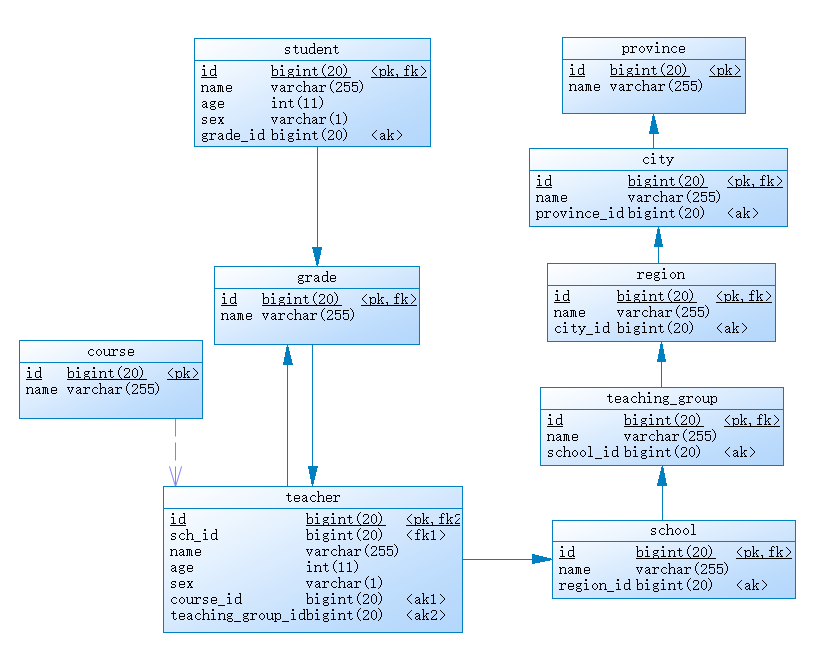 student
id bigint(20) <pk,fk>
name varchar(255)
age int(11)
sex varchar(1)
grade_id bigint(20) <ak>
province
id bigint(20) <pk>
name varchar(255)
city
id bigint(20) <pk,fk>
name varchar(255)
province_id bigint(20) <ak>
grade
id bigint(20) <pk,fk>
name varchar(255)
region
id bigint(20) <pk,fk>
name varchar(255)
city_id bigint(20) <ak>
course
id bigint(20) <pk>
name varchar(255)
teaching_group
id bigint(20) <pk,fk>
name varchar(255)
school_id bigint(20) <ak>
teacher
id bigint(20) <pk,fk2
sch_id bigint(20) <fk1>
name varchar(255)
age int(11)
sex varchar(1)
course_id bigint(20) <ak1>
teaching_group_id bigint(20) <ak2>
school
id bigint(20) <pk,fk>
name varchar(255)
region_id bigint(20) <ak>